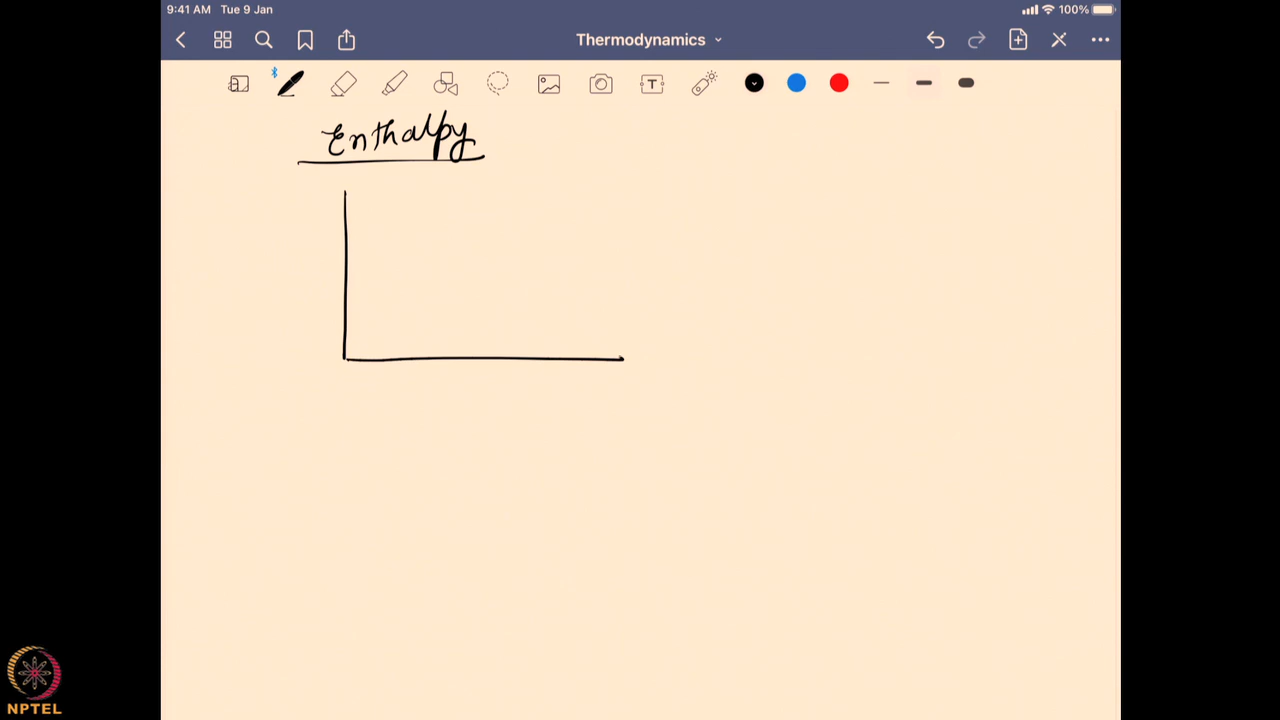 9:41 AM Tue 9 Jan 100%
Thermodynamics
T
Enthalpy
NPTEL